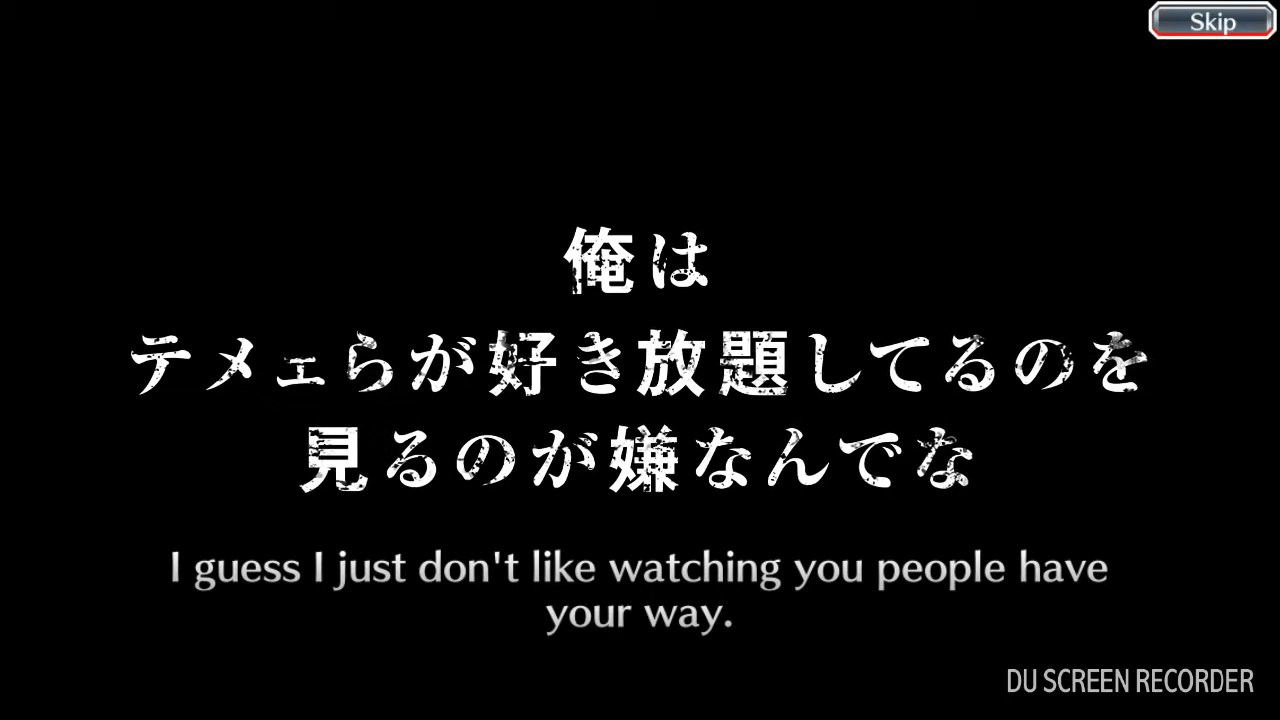 Skip
俺は
テメェらが好き放題してるのを
見るのが嫌なんでな
I guess I just don't like watching you people have
your way.
DU SCREEN RECORDER